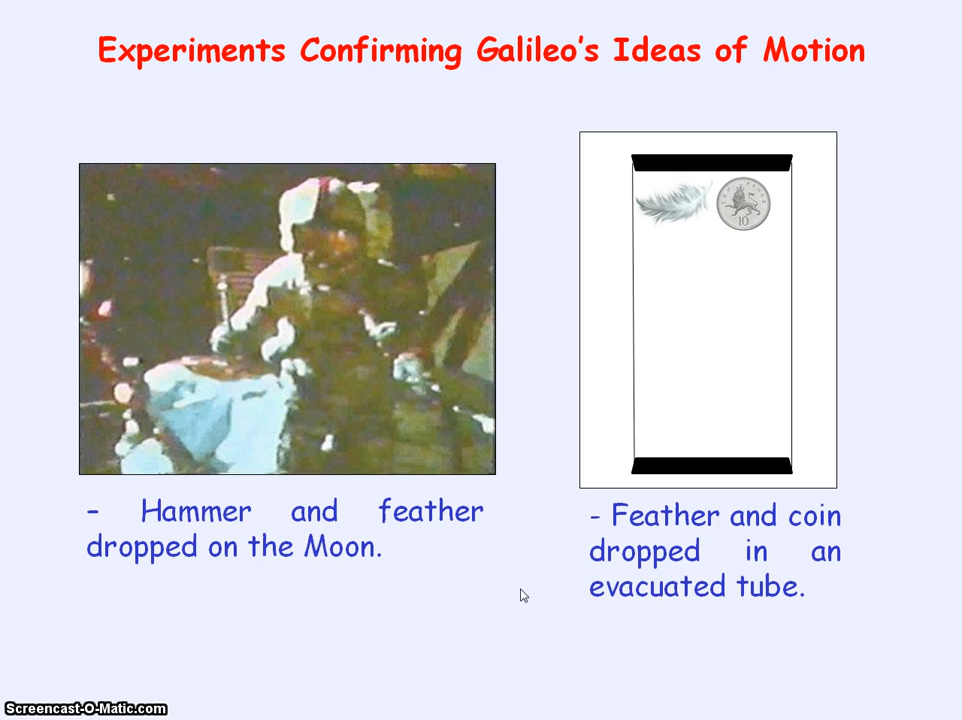 Experiments Confirming Galileo's Ideas of Motion
10
– Hammer and feather
dropped on the Moon.
- Feather and coin
dropped in an
evacuated tube.
Screencast-O-Matic.com